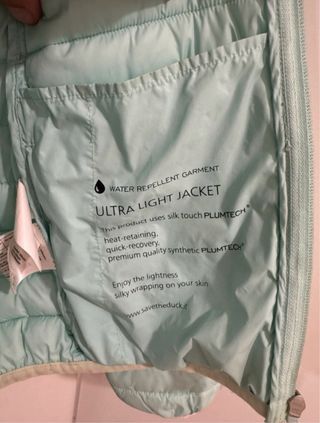 WATER REPELLENT GARMENT
ULTRA LIGHT JACKET
This product uses silk touch PLUMTECH®
heat-retaining.
quick-recovery.
premium quality synthetic PLUMTECH®
Enjoy the lightness
silky wrapping on your skin
www.savetheduck.it